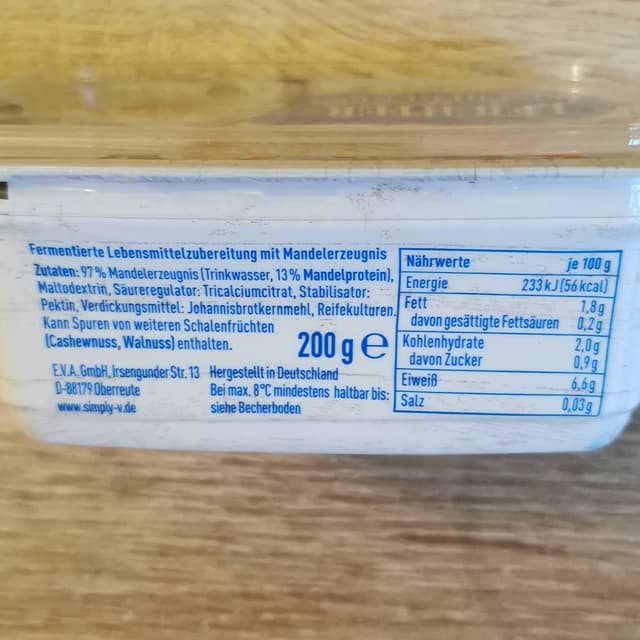 Fermentierte Lebensmittelzubereitung mit Mandelerzeugnis
Zutaten: 97% Mandelerzeugnis (Trinkwasser, 13% Mandelprotein),
Maltodextrin, Säureregulator: Tricalciumcitrat, Stabilisator:
Pektin, Verdickungsmittel: Johannisbrotkernmehl, Reifekulturen.
Kann Spuren von weiteren Schalenfrüchten
(Cashewnuss, Walnuss) enthalten.
200 g e
E.V.A. GmbH, Irsengunder Str. 13
D-88179 Oberreute
www.simply-v.de
Hergestellt in Deutschland
Bei max. 8°C mindestens haltbar bis:
siehe Becherboden
Nährwerte je 100 g
Energie 233 kJ (56 kcal)
Fett 1,8 g
davon gesättigte Fettsäuren 0,2 g
Kohlenhydrate 2,0 g
davon Zucker 0,9 g
Eiweiß 6,6 g
Salz 0,03 g